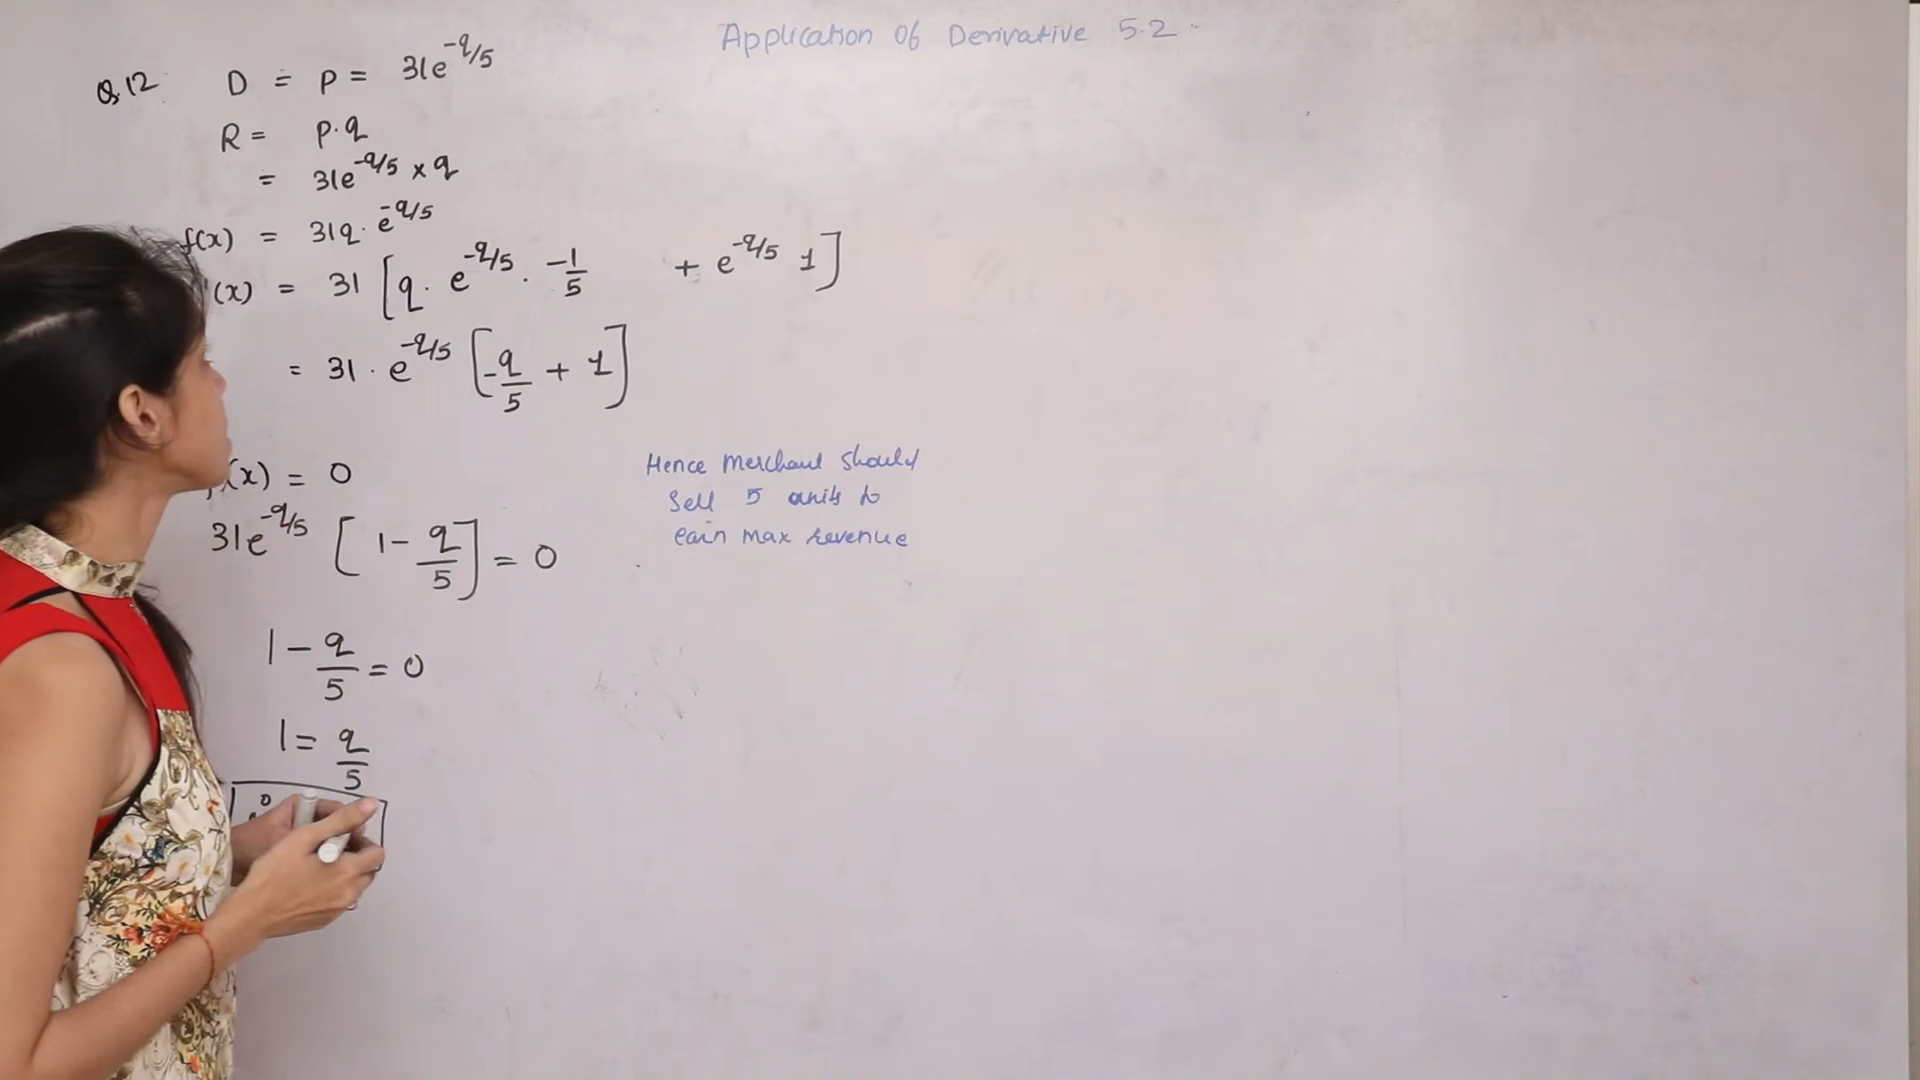 Application Of Derivative 5.2
Q.12 D = P = 31e^-q/5
R = p.q
= 31e^-q/5 × q
f(x) = 31q. e^-q/5
'(x) = 31 [q. e^-q/5 . -1/5 + e^-q/5 1]
= 31 . e^-q/5 [-q/5 + 1]
(x) = 0
31e^-q/5 [1 - q/5] = 0
1 - q/5 = 0
1 = q/5
Hence Merchant should
Sell 5 units to
earn max revenue